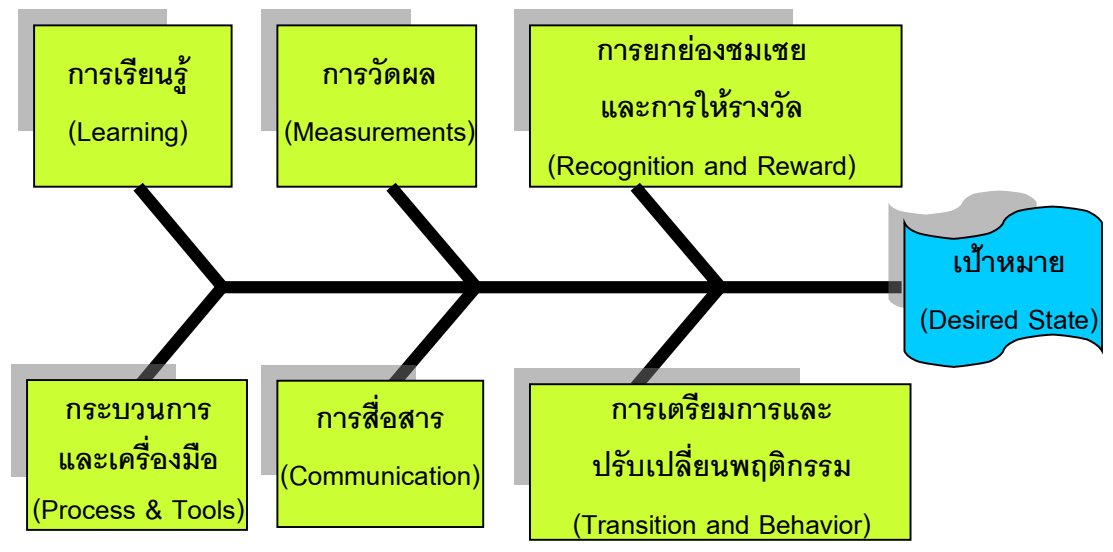 การเรียนรู้
(Learning)
การวัดผล
(Measurements)
การยกย่องชมเชย
และการให้รางวัล
(Recognition and Reward)
เป้าหมาย
(Desired State)
กระบวนการ
และเครื่องมือ
(Process & Tools)
การสื่อสาร
(Communication)
การเตรียมการและ
ปรับเปลี่ยนพฤติกรรม
(Transition and Behavior)